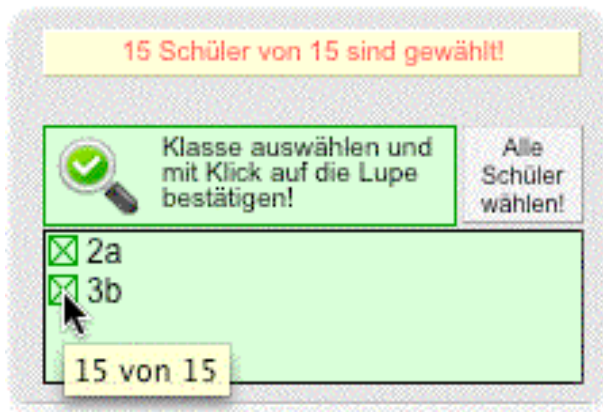 15 Schüler von 15 sind gewählt!
Klasse auswählen und
mit Klick auf die Lupe
bestätigen!
Alle
Schüler
wählen!
2a
3b
15 von 15